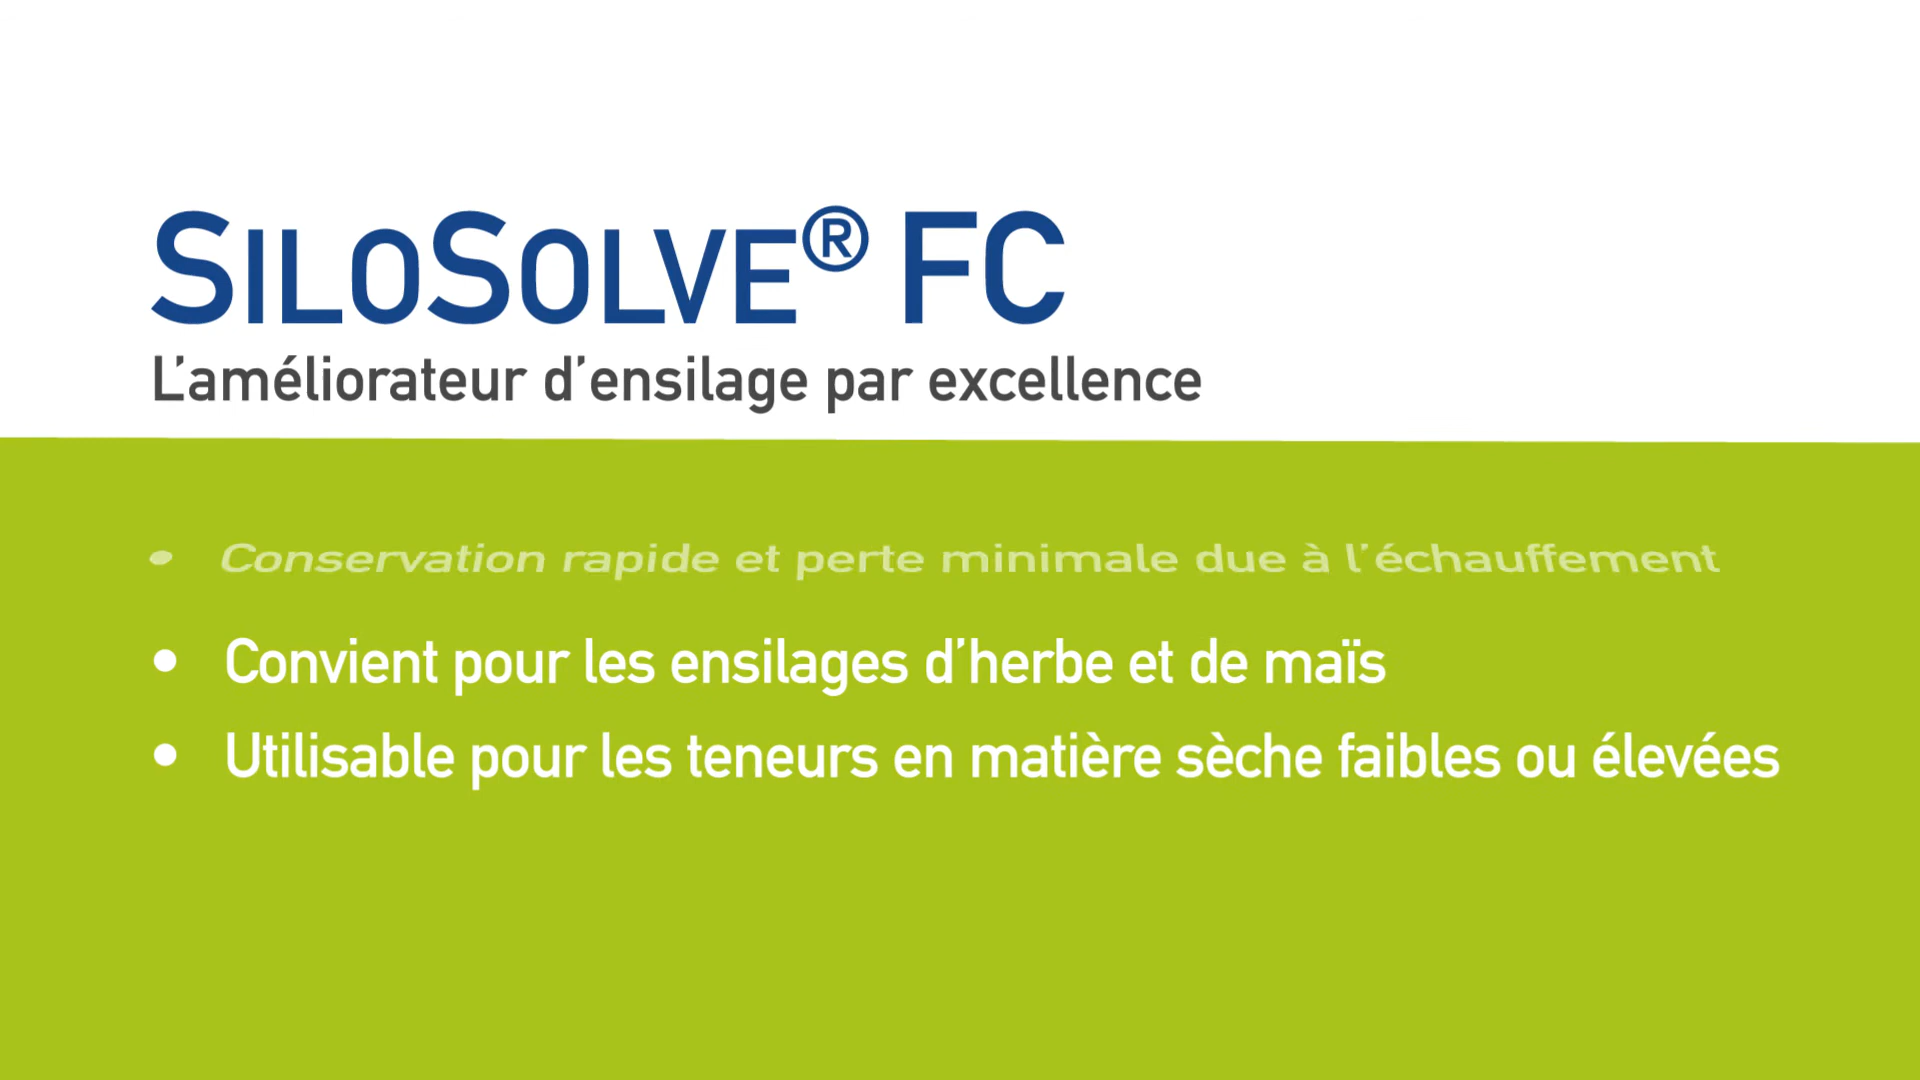 SILOSOLVE® FC
L’améliorateur d’ensilage par excellence
• Conservation rapide et perte minimale due à l’échauffement
• Convient pour les ensilages d’herbe et de maïs
• Utilisable pour les teneurs en matière sèche faibles ou élevées